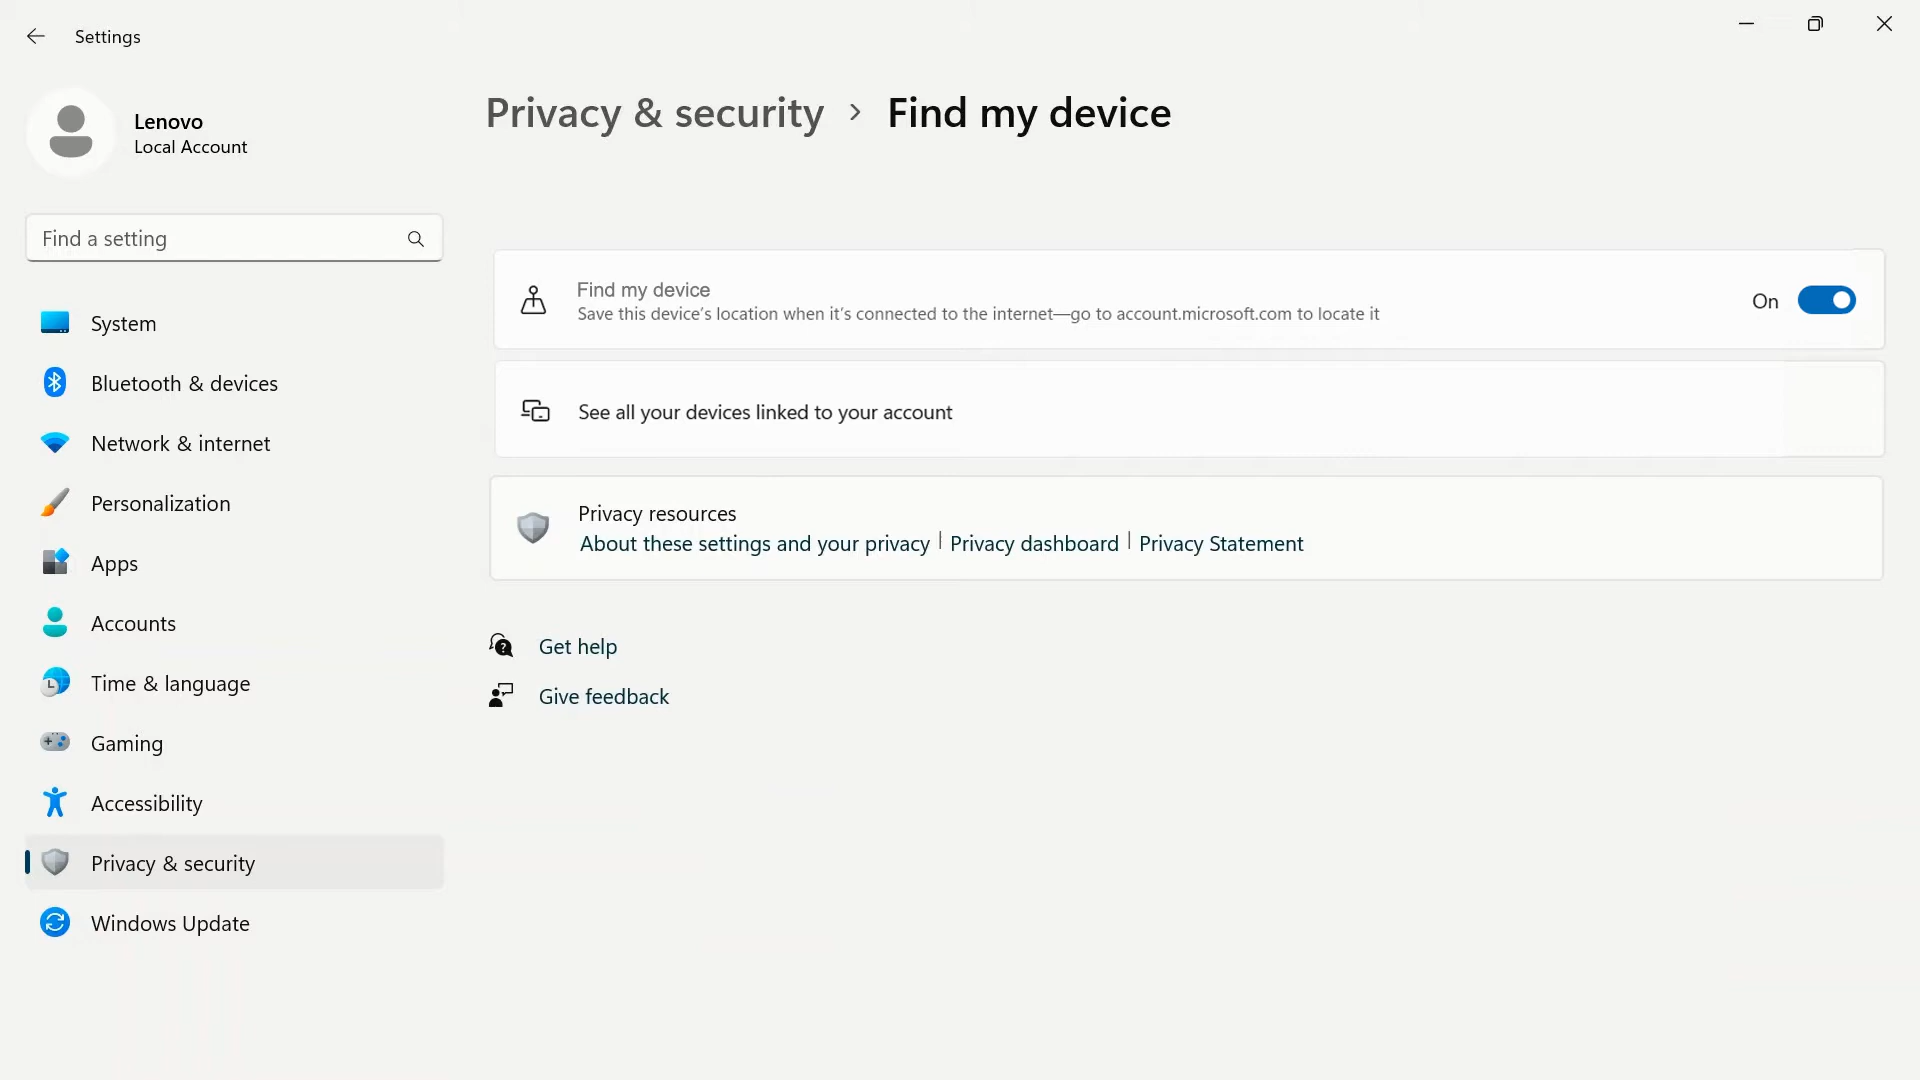 Settings
Lenovo
Local Account
Find a setting
System
Bluetooth & devices
Network & internet
Personalization
Apps
Accounts
Time & language
Gaming
Accessibility
Privacy & security
Windows Update
Privacy & security > Find my device
Find my device
Save this device's location when it's connected to the internet—go to account.microsoft.com to locate it
On
See all your devices linked to your account
Privacy resources
About these settings and your privacy | Privacy dashboard | Privacy Statement
Get help
Give feedback